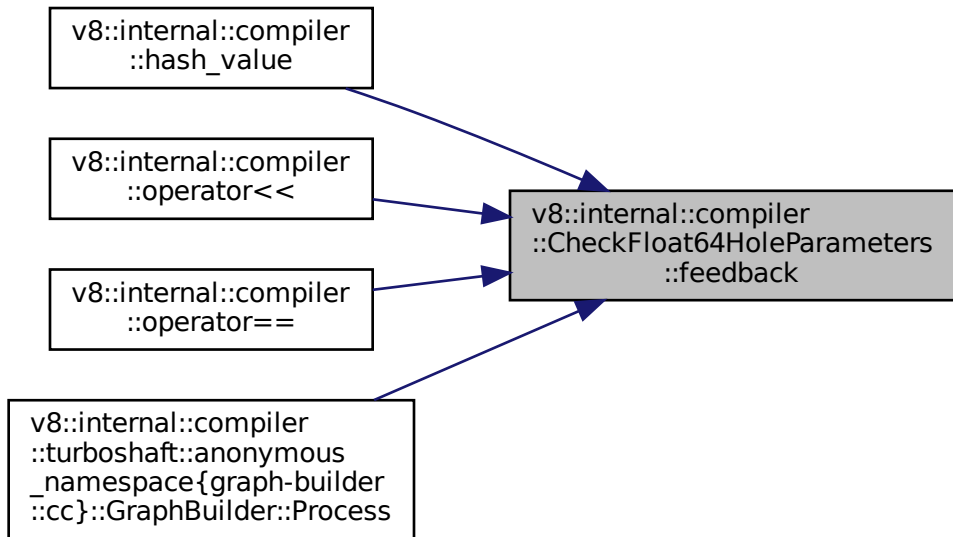 v8::internal::compiler
::hash_value
v8::internal::compiler
::operator<<
v8::internal::compiler
::CheckFloat64HoleParameters
::feedback
v8::internal::compiler
::operator==
v8::internal::compiler
::turboshaft::anonymous
_namespace{graph-builder
::cc}::GraphBuilder::Process